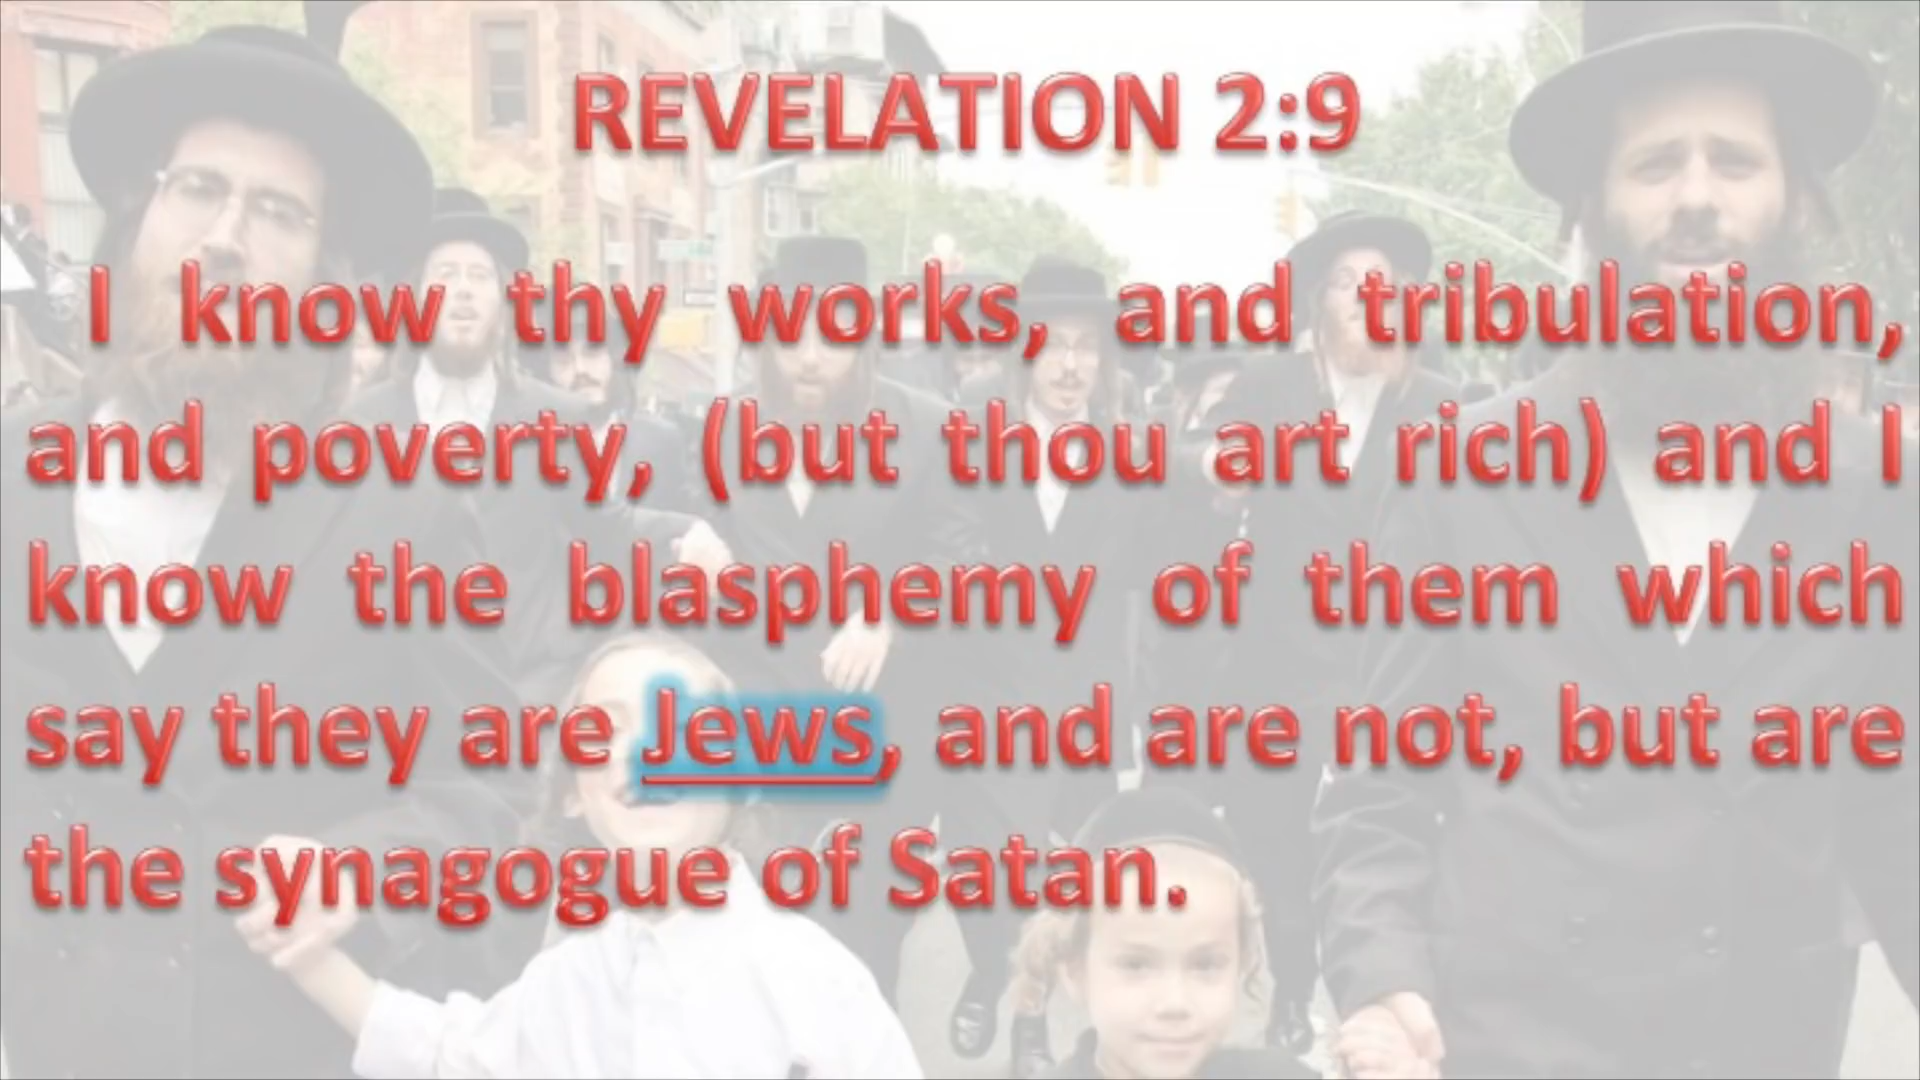 REVELATION 2:9
I know thy works, and tribulation,
and poverty, (but thou art rich) and I
know the blasphemy of them which
say they are Jews, and are not, but are
the synagogue of Satan.